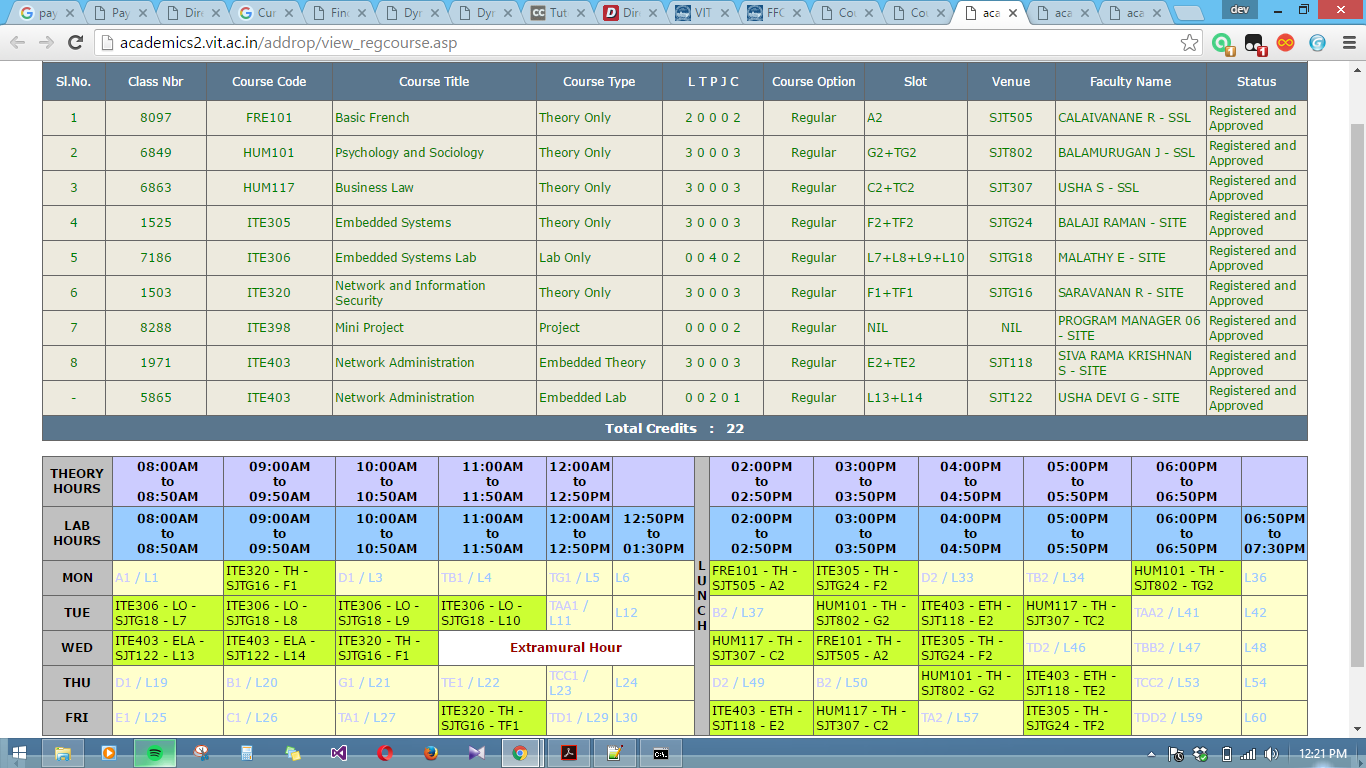 pay Pay Dire Cur Finc Dyr Dyr Tut Dire VIT FFC Cou Cou aca aca aca dev
academics2.vit.ac.in/addrop/view_regcourse.asp
Sl.No. Class Nbr Course Code Course Title Course Type L T P J C Course Option Slot Venue Faculty Name Status
1 8097 FRE101 Basic French Theory Only 2 0 0 0 2 Regular A2 SJT505 CALAIVANANE R - SSL Registered and
Approved
2 6849 HUM101 Psychology and Sociology Theory Only 3 0 0 0 3 Regular G2+TG2 SJT802 BALAMURUGAN J - SSL Registered and
Approved
3 6863 HUM117 Business Law Theory Only 3 0 0 0 3 Regular C2+TC2 SJT307 USHA S - SSL Registered and
Approved
4 1525 ITE305 Embedded Systems Theory Only 3 0 0 0 3 Regular F2+TF2 SJTG24 BALAJI RAMAN - SITE Registered and
Approved
5 7186 ITE306 Embedded Systems Lab Lab Only 0 0 4 0 2 Regular L7+L8+L9+L10 SJTG18 MALATHY E - SITE Registered and
Approved
6 1503 ITE320 Network and Information Theory Only 3 0 0 0 3 Regular F1+TF1 SJTG16 SARAVANAN R - SITE Registered and
Security Approved
7 8288 ITE398 Mini Project Project 0 0 0 0 2 Regular NIL NIL PROGRAM MANAGER 06 Registered and
- SITE Approved
8 1971 ITE403 Network Administration Embedded Theory 3 0 0 0 3 Regular E2+TE2 SJT118 SIVA RAMA KRISHNAN Registered and
S - SITE Approved
- 5865 ITE403 Network Administration Embedded Lab 0 0 2 0 1 Regular L13+L14 SJT122 USHA DEVI G - SITE Registered and
Approved
Total Credits : 22
THEORY HOURS 08:00AM to 08:50AM 09:00AM to 09:50AM 10:00AM to 10:50AM 11:00AM to 11:50AM 12:00AM to 12:50PM 02:00PM to 02:50PM 03:00PM to 03:50PM 04:00PM to 04:50PM 05:00PM to 05:50PM 06:00PM to 06:50PM
LAB HOURS 08:00AM to 08:50AM 09:00AM to 09:50AM 10:00AM to 10:50AM 11:00AM to 11:50AM 12:00AM to 12:50PM 12:50PM to 01:30PM 02:00PM to 02:50PM 03:00PM to 03:50PM 04:00PM to 04:50PM 05:00PM to 05:50PM 06:00PM to 06:50PM 06:50PM to 07:30PM
LUNCH
MON A1 / L1 ITE320 - TH - SJTG16 - F1 D1 / L3 TB1 / L4 TG1 / L5 L6 FRE101 - TH - SJT505 - A2 ITE305 - TH - SJTG24 - F2 D2 / L33 TB2 / L34 HUM101 - TH - SJT802 - TG2 L36
TUE ITE306 - LO - SJTG18 - L7 ITE306 - LO - SJTG18 - L8 ITE306 - LO - SJTG18 - L9 ITE306 - LO - SJTG18 - L10 TAA1 / L11 L12 B2 / L37 HUM101 - TH - SJT802 - G2 ITE403 - ETH - SJT118 - E2 HUM117 - TH - SJT307 - TC2 TAA2 / L41 L42
WED ITE403 - ELA - SJT122 - L13 ITE403 - ELA - SJT122 - L14 ITE320 - TH - SJTG16 - F1 Extramural Hour HUM117 - TH - SJT307 - C2 FRE101 - TH - SJT505 - A2 ITE305 - TH - SJTG24 - F2 TD2 / L46 TBB2 / L47 L48
THU D1 / L19 B1 / L20 G1 / L21 TE1 / L22 TCC1 / L23 L24 D2 / L49 B2 / L50 HUM101 - TH - SJT802 - G2 ITE403 - ETH - SJT118 - TE2 TCC2 / L53 L54
FRI E1 / L25 C1 / L26 TA1 / L27 ITE320 - TH - SJTG16 - TF1 TD1 / L29 L30 ITE403 - ETH - SJT118 - E2 HUM117 - TH - SJT307 - C2 TA2 / L57 ITE305 - TH - SJTG24 - TF2 TDD2 / L59 L60
12:21 PM